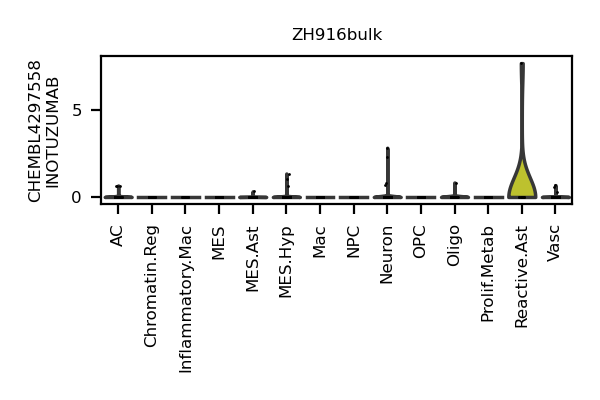 ZH916bulk
CHEMBL4297558
INOTUZUMAB
5
0
AC
Chromatin.Reg
Inflammatory.Mac
MES
MES.Ast
MES.Hyp
Mac
NPC
Neuron
OPC
Oligo
Prolif.Metab
Reactive.Ast
Vasc